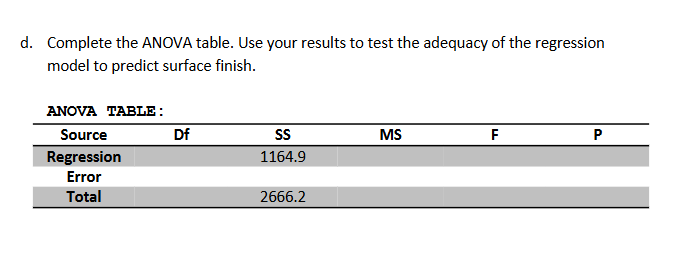 d. Complete the ANOVA table. Use your results to test the adequacy of the regression
model to predict surface finish.
ANOVA TABLE:
Source Df SS MS F P
Regression 1164.9
Error
Total 2666.2